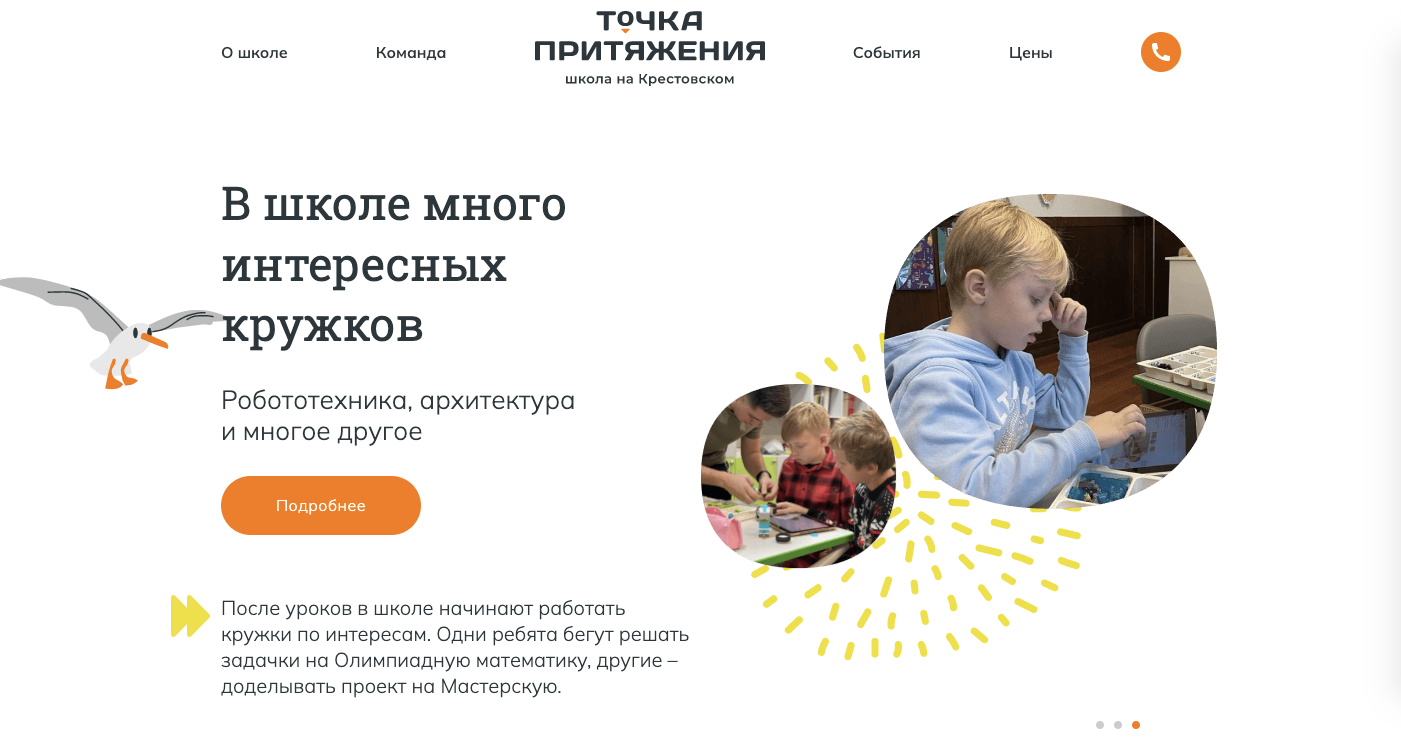 ТОЧКА
ПРИТЯЖЕНИЯ
школа на Крестовском
О школе
Команда
События
Цены
В школе много
интересных
кружков
Робототехника, архитектура
и многое другое
Подробнее
После уроков в школе начинают работать
кружки по интересам. Одни ребята бегут решать
задачки на Олимпиадную математику, другие –
доделывать проект на Мастерскую.